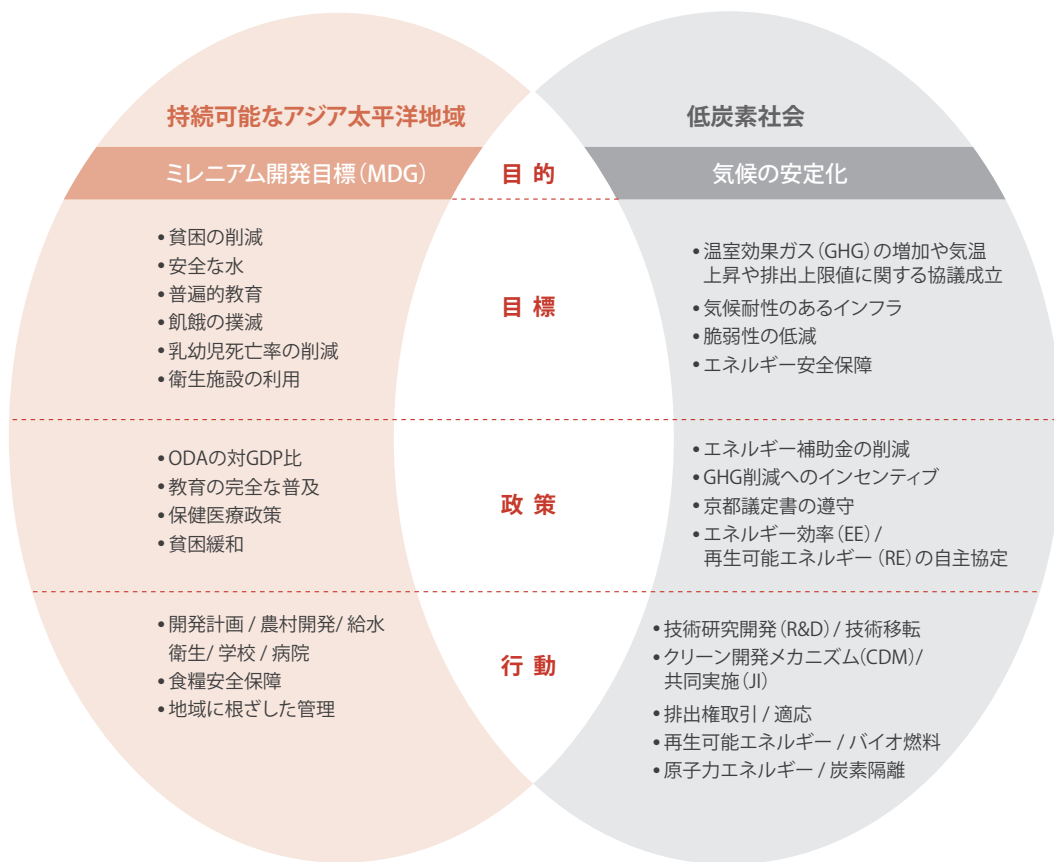 持続可能なアジア太平洋地域
低炭素社会
ミレニアム開発目標（MDG）
目的
気候の安定化
• 貧困の削減
• 安全な水
• 普遍的教育
• 飢餓の撲滅
• 乳幼児死亡率の削減
• 衛生施設の利用
目標
• 温室効果ガス（GHG）の増加や気温
上昇や排出上限値に関する協議成立
• 気候耐性のあるインフラ
• 脆弱性の低減
• エネルギー安全保障
• ODAの対GDP比
• 教育の完全な普及
• 保健医療政策
• 貧困緩和
政策
• エネルギー補助金の削減
• GHG削減へのインセンティブ
• 京都議定書の遵守
• エネルギー効率（EE）/
再生可能エネルギー（RE）の自主協定
• 開発計画 / 農村開発/ 給水
衛生/ 学校 / 病院
• 食糧安全保障
• 地域に根ざした管理
行動
• 技術研究開発（R&D）/ 技術移転
• クリーン開発メカニズム(CDM)/
共同実施（JI）
• 排出権取引 / 適応
• 再生可能エネルギー / バイオ燃料
• 原子力エネルギー / 炭素隔離